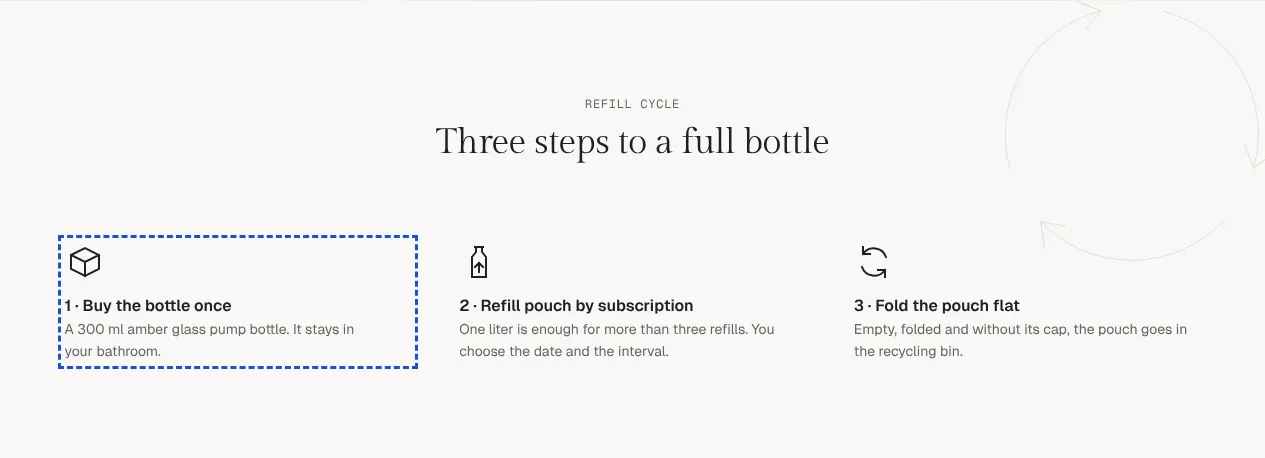 REFILL CYCLE
Three steps to a full bottle
1 · Buy the bottle once
A 300 ml amber glass pump bottle. It stays in
your bathroom.
2 · Refill pouch by subscription
One liter is enough for more than three refills. You
choose the date and the interval.
3 · Fold the pouch flat
Empty, folded and without its cap, the pouch goes in
the recycling bin.